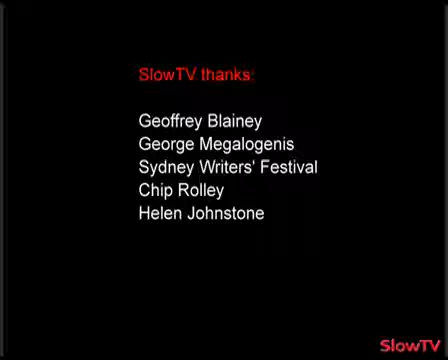 SlowTV thanks:
Geoffrey Blainey
George Megalogenis
Sydney Writers' Festival
Chip Rolley
Helen Johnstone
SlowTV